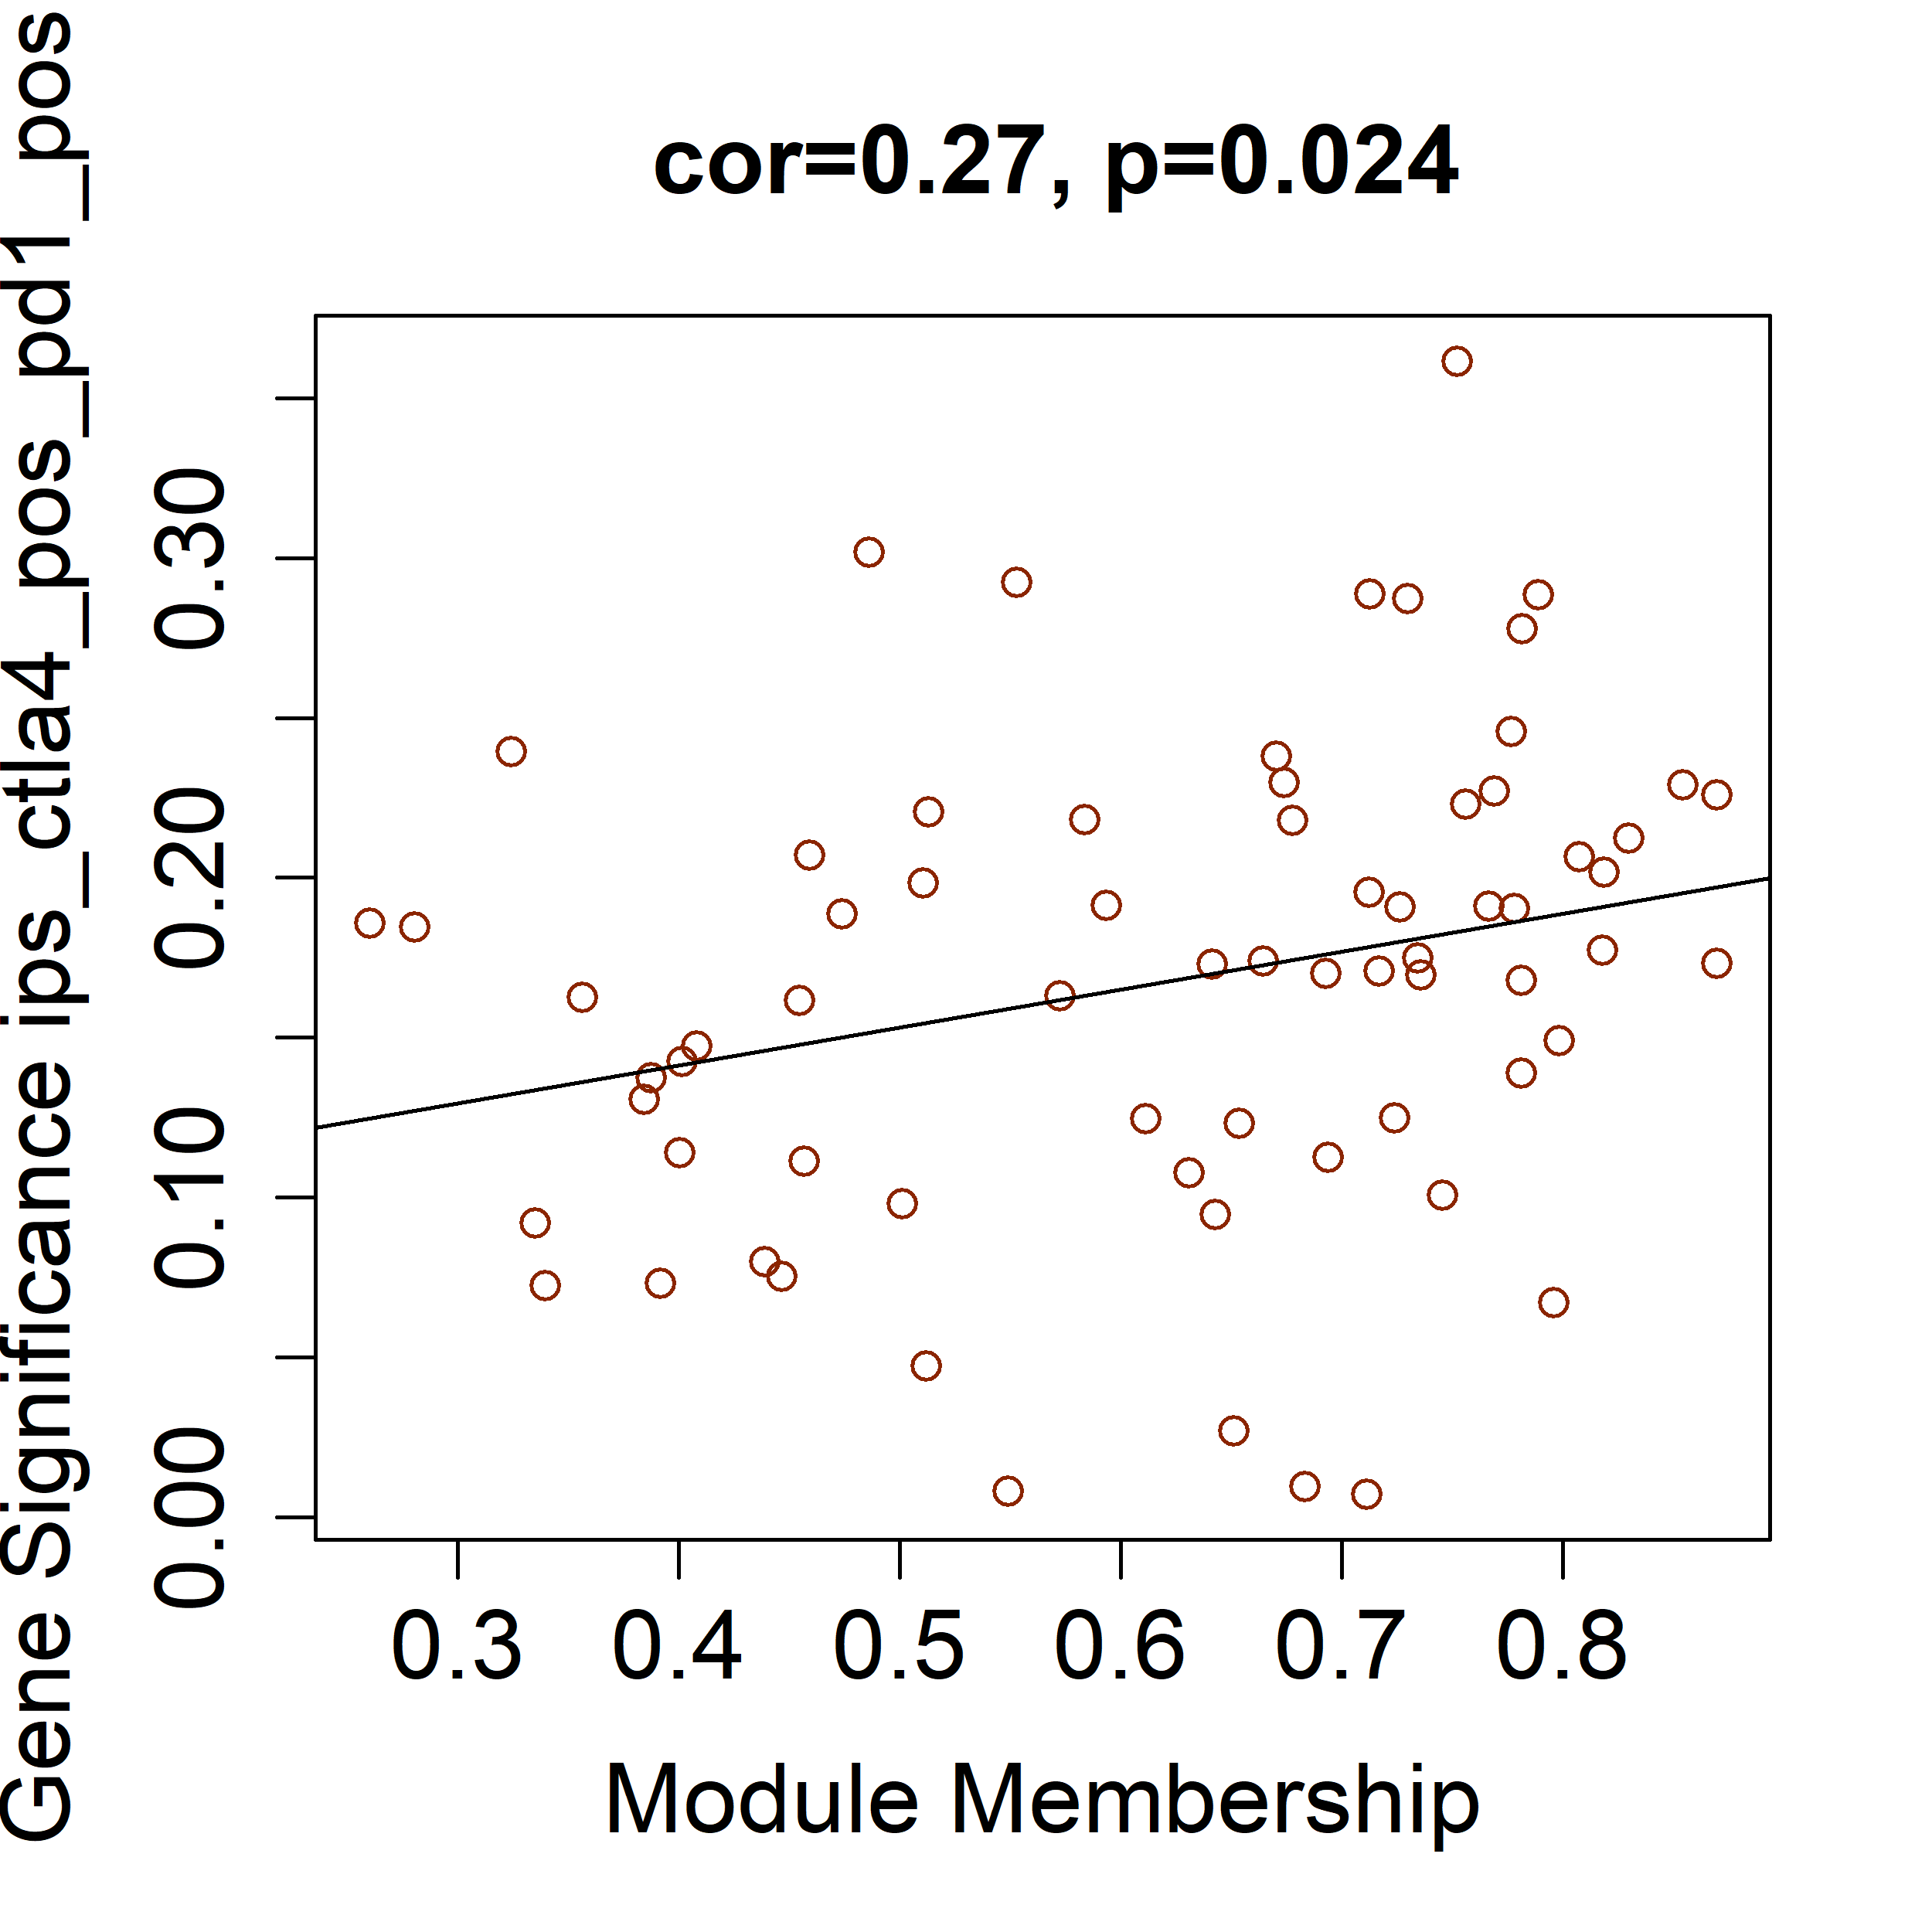 cor=0.27, p=0.024
Gene Significance ips_ctla4_pos_pd1_pos
0.30
0.20
0.10
0.00
0.3 0.4 0.5 0.6 0.7 0.8
Module Membership